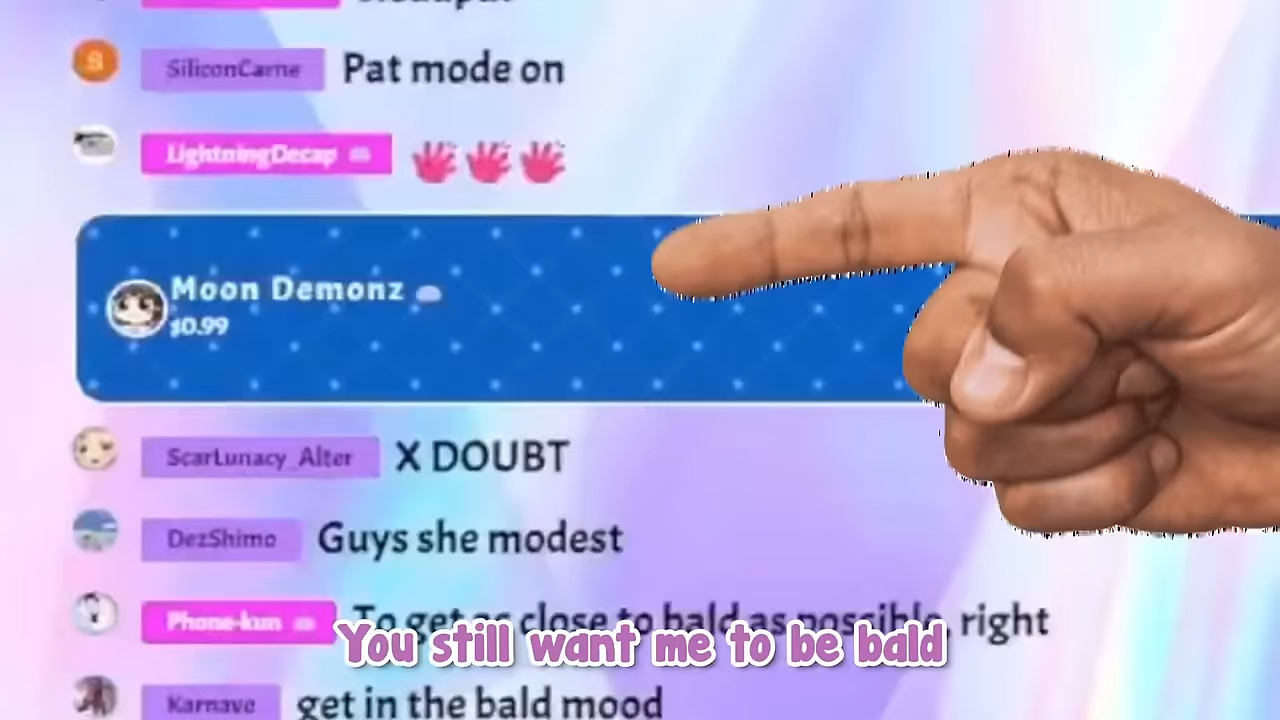 S
SiliconCarne Pat mode on
LightningDecap
Moon Demonz
$0.99
ScarLunacy_Alter X DOUBT
DezShimo Guys she modest
Phone-kun To get as close to bald as possible, right
You still want me to be bald
Karnave get in the bald mood